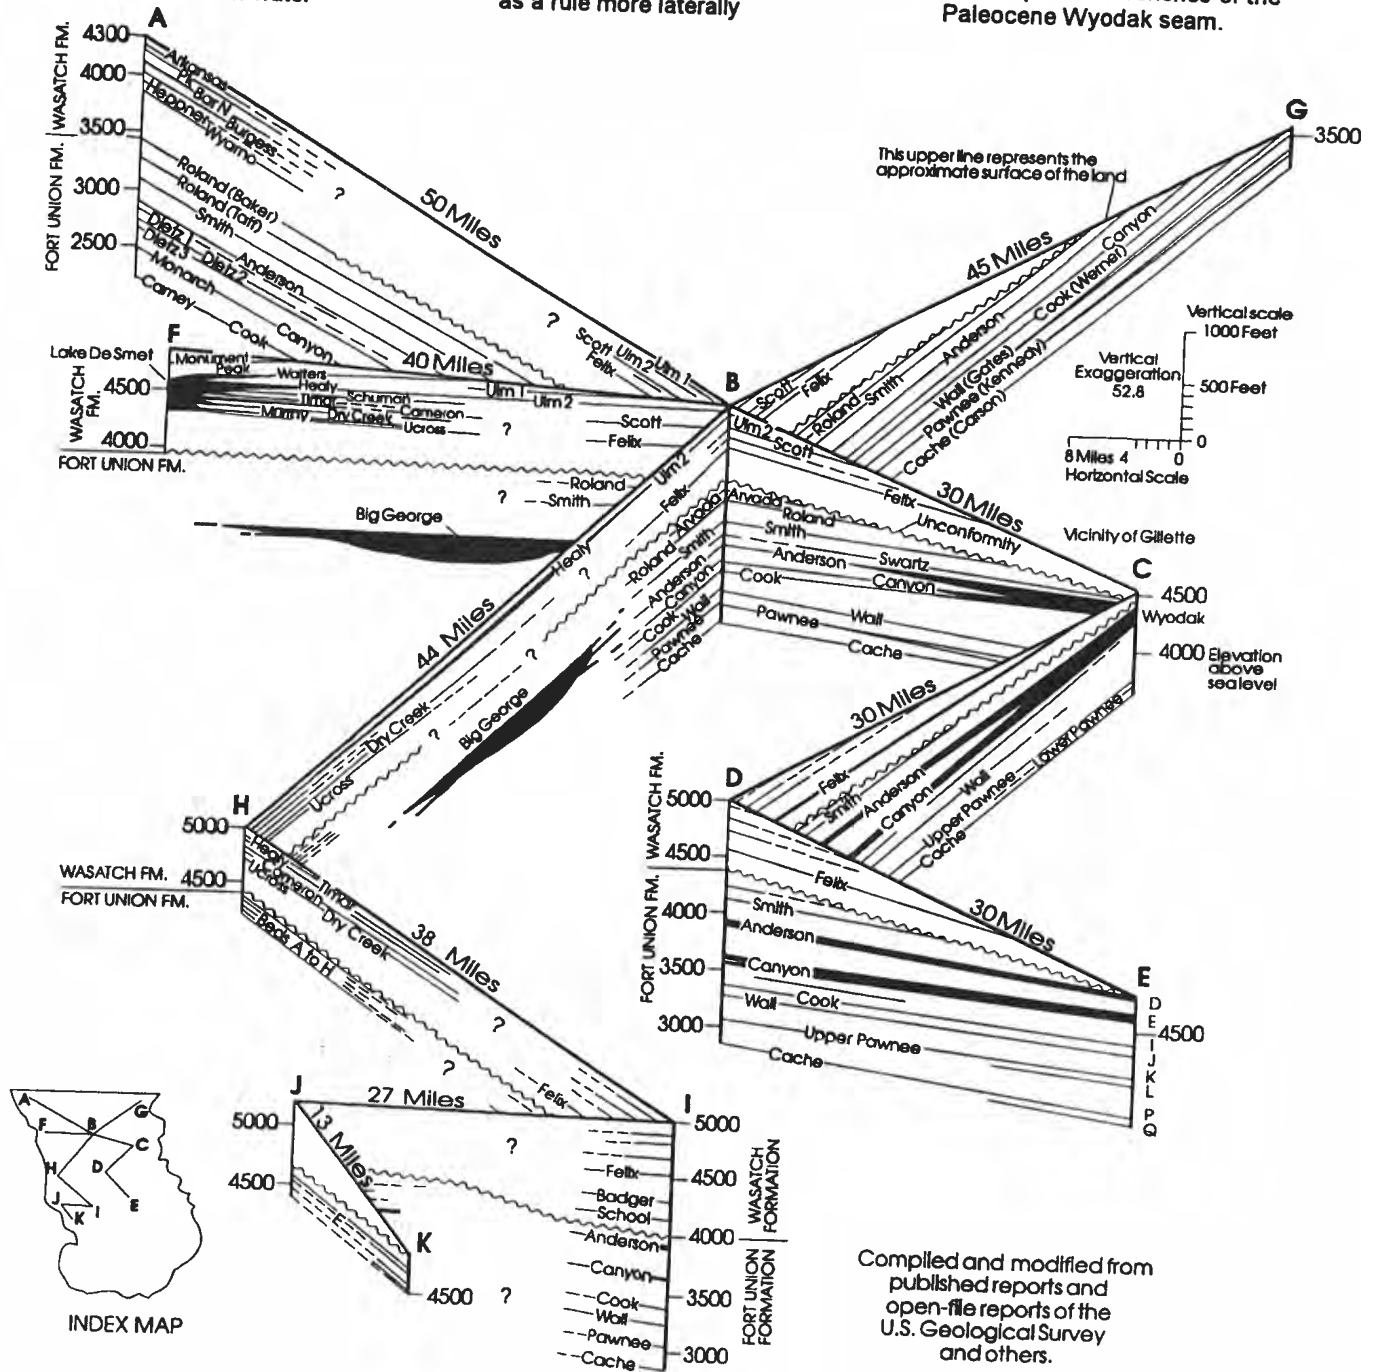 as a rule more laterally
Paleocene Wyodak seam.
A
4300
4000
3500
3000
2500
WASATCH FM.
FORT UNION FM.
Arkansas
PK
Bar N
Burgess
Heppner
Wyarno
?
50 Miles
Roland (Baker)
Roland (Taff)
Smith
Dietz 1
Anderson
Dietz 3
Dietz 2
Monarch
Carney
Cook
Canyon
?
Scott
Ulm 2
Ulm 1
Felix
G
3500
This upper line represents the
approximate surface of the land
45 Miles
Canyon
Cook (Werner)
Anderson
Wall (Gates)
Pawnee (Kennedy)
Cache (Carson)
Scott
Felix
Roland
Smith
Vertical scale
1000 Feet
Vertical
Exaggeration
52.8
500 Feet
0
8 Miles 4 0
Horizontal Scale
F
Lake De Smet
4500
4000
WASATCH
FM.
FORT UNION FM.
40 Miles
Monument
Peak
Walters
Healy
Timar
Schuman
Cameron
Murray
Dry Creek
Ucross
Ulm 1
Ulm 2
?
Scott
Felix
Roland
?
Smith
Big George
B
Ulm 2
Scott
Felix
30 Miles
Arvada
Roland
Unconformity
Smith
Swartz
Anderson
Canyon
Cook
Wall
Pawnee
Cache
Vicinity of Gillette
C
4500
Wyodak
4000
Elevation
above
sea level
Ulm 2
Felix
Arvada
Roland
Smith
Anderson
Canyon
Cook
Wall
Pawnee
Cache
Healy
?
44 Miles
?
Dry Creek
?
Big George
Ucross
30 Miles
Felix
Smith
Anderson
Canyon
Wall
Upper Pawnee
Lower Pawnee
Cache
D
5000
4500
4000
3500
3000
WASATCH FM.
FORT UNION FM.
Felix
30 Miles
Smith
Anderson
Canyon
Cook
Wall
Upper Pawnee
Cache
E
D
E
4500
I
J
K
L
P
Q
H
5000
4500
WASATCH FM.
FORT UNION FM.
Healy
Timar
Cameron
Ucross
Dry Creek
Beds A to H
38 Miles
?
?
Felix
J
27 Miles
I
5000
4500
13 Miles
E
K
4500
?
?
5000
4500
4000
3500
3000
WASATCH
FORMATION
FORT UNION
FORMATION
Felix
Badger
School
Anderson
Canyon
Cook
Wall
Pawnee
Cache
A
G
F
B
C
H
D
J
I
E
K
INDEX MAP
Compiled and modified from
published reports and
open-file reports of the
U.S. Geological Survey
and others.